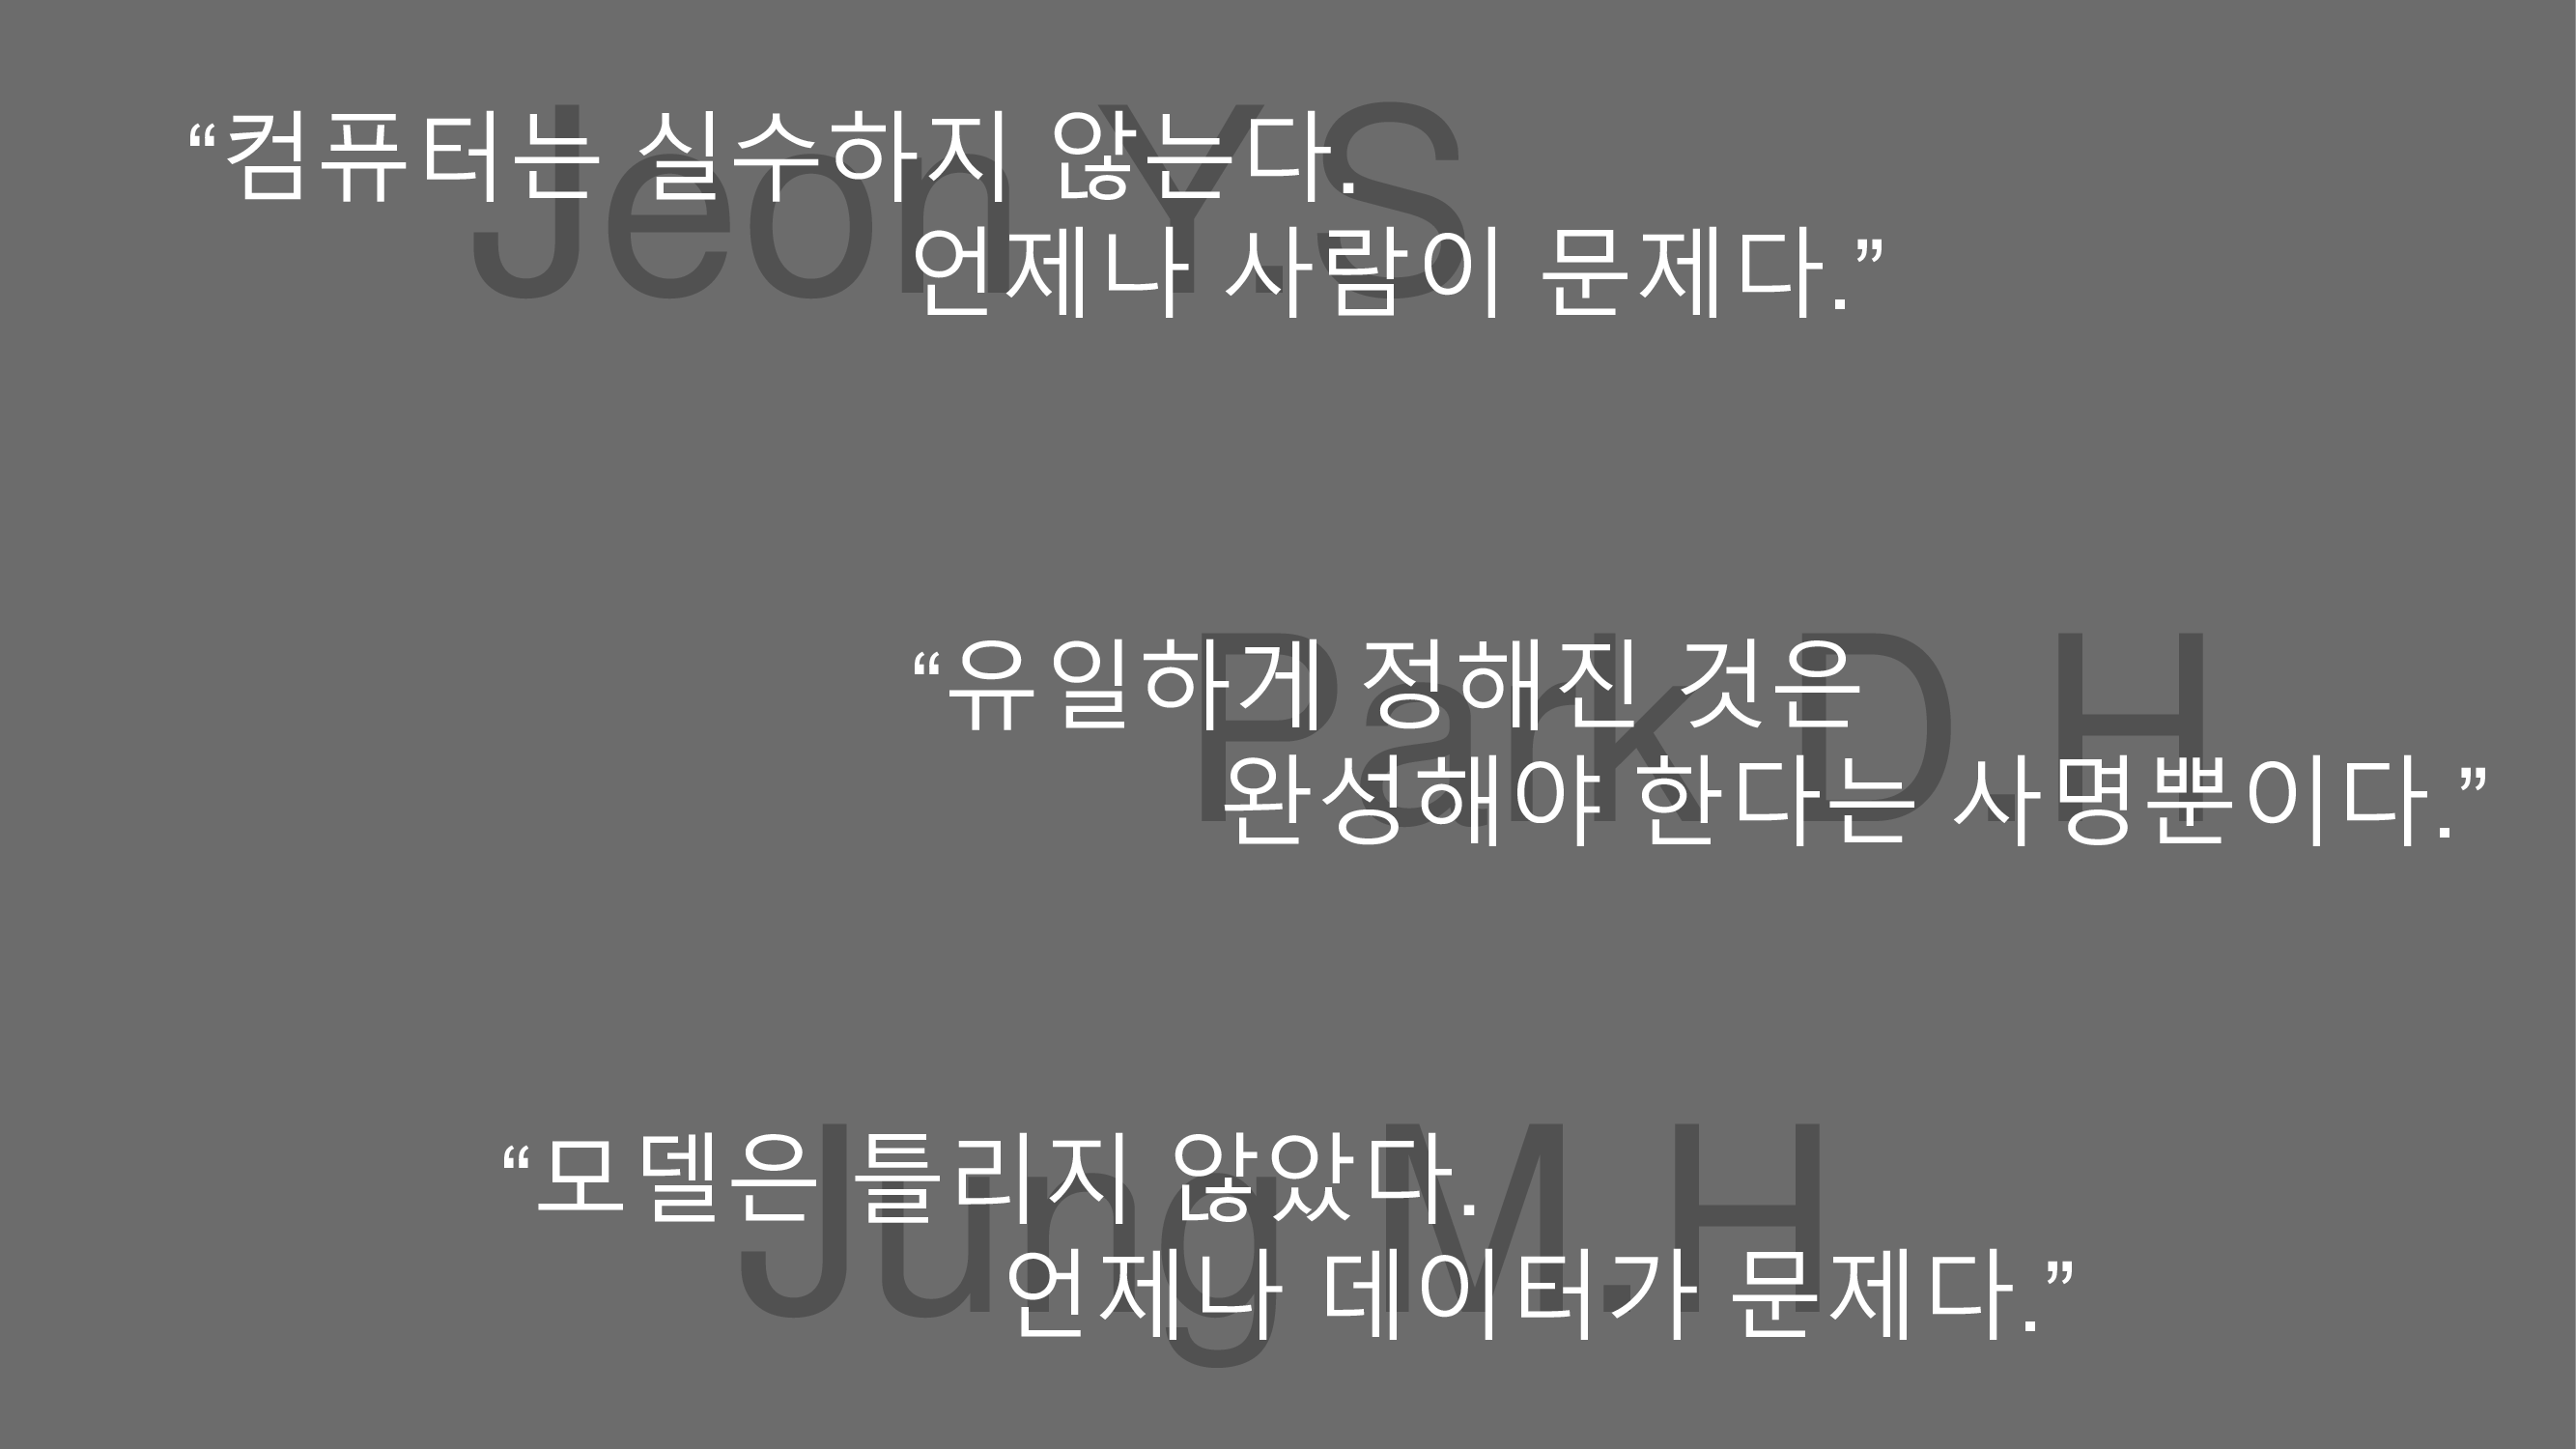 Jeon Y.S
“컴퓨터는 실수하지 않는다.
언제나 사람이 문제다.”
Park D.H
“유일하게 정해진 것은
완성해야 한다는 사명뿐이다.”
Jung M.H
“모델은 틀리지 않았다.
언제나 데이터가 문제다.”